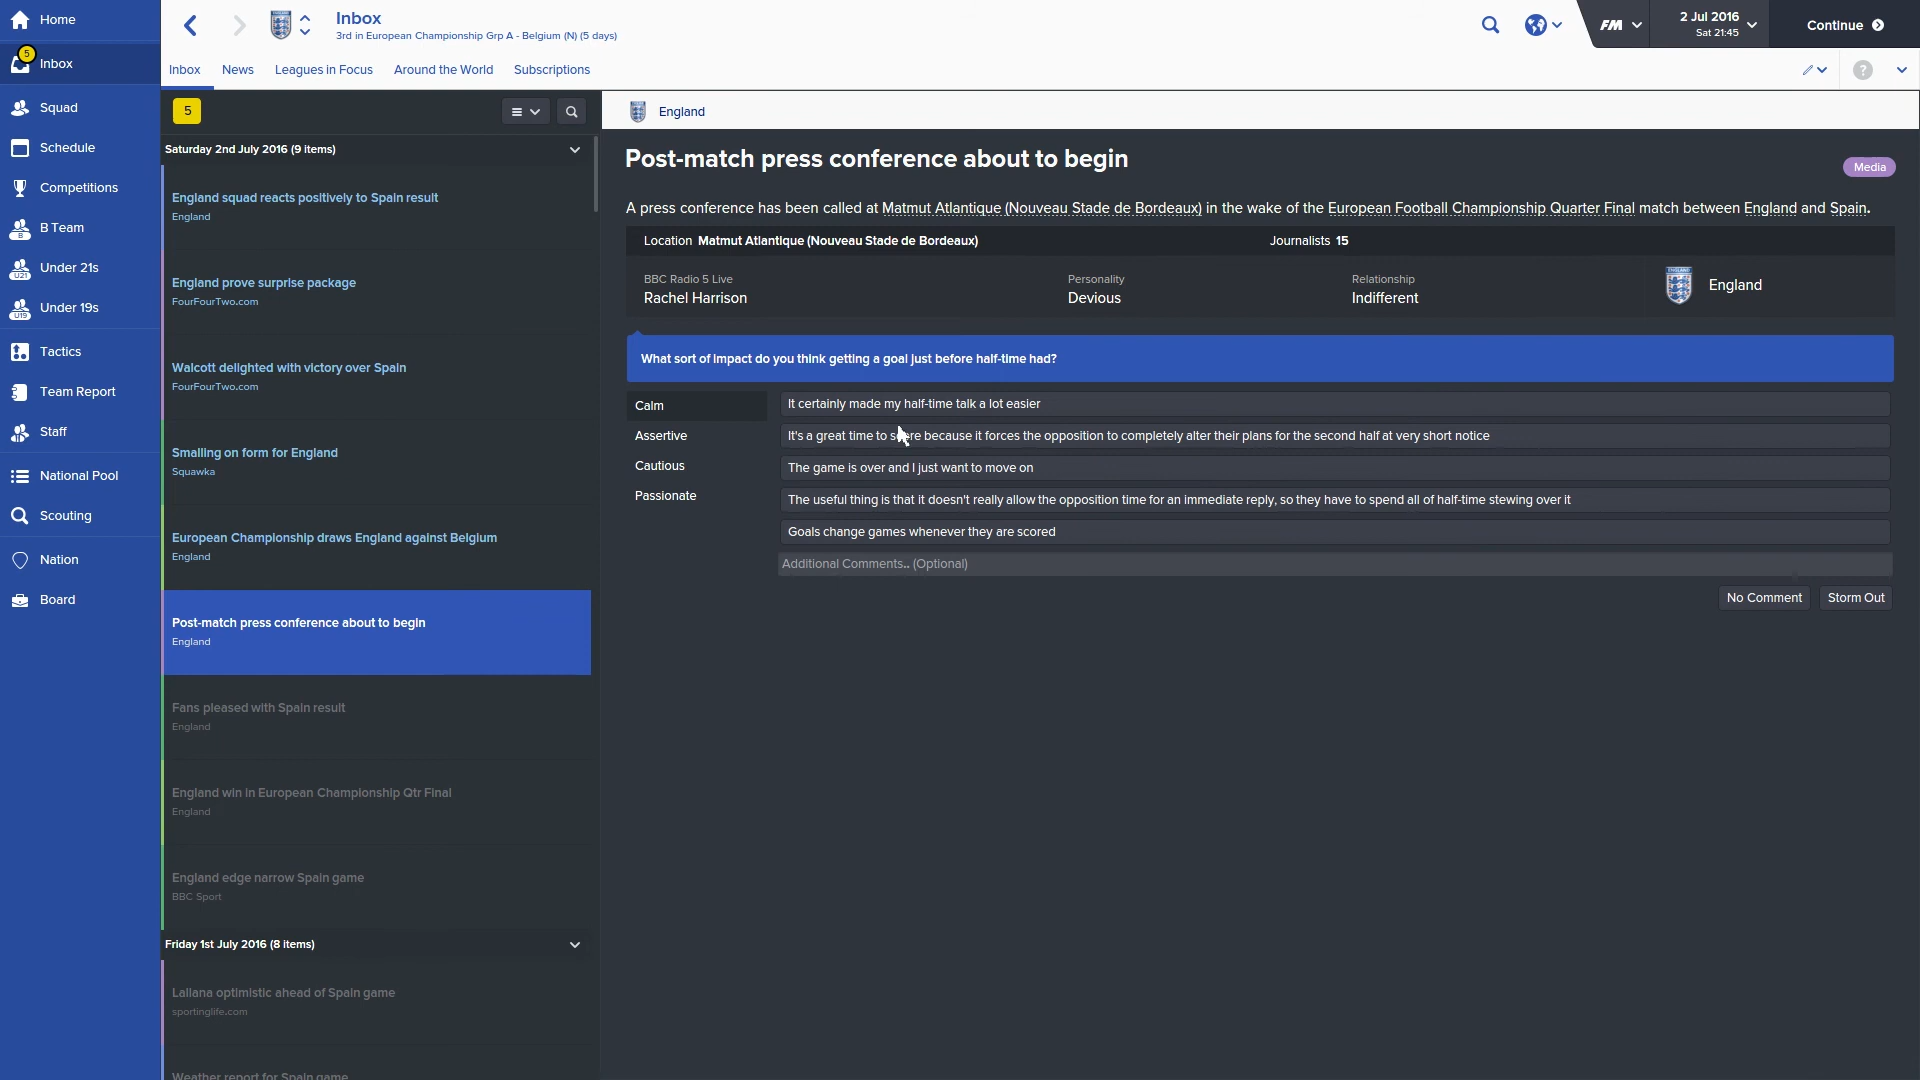 Home
5
Inbox
Squad
Schedule
Competitions
B
B Team
U21
Under 21s
U19
Under 19s
Tactics
Team Report
Staff
National Pool
Scouting
Nation
Board
Inbox
3rd in European Championship Grp A - Belgium (N) (5 days)
FM
2 Jul 2016
Sat 21:45
Continue
Inbox News Leagues in Focus Around the World Subscriptions
?
5
Saturday 2nd July 2016 (9 items)
England squad reacts positively to Spain result
England
England prove surprise package
FourFourTwo.com
Walcott delighted with victory over Spain
FourFourTwo.com
Smalling on form for England
Squawka
European Championship draws England against Belgium
England
Post-match press conference about to begin
England
Fans pleased with Spain result
England
England win in European Championship Qtr Final
England
England edge narrow Spain game
BBC Sport
Friday 1st July 2016 (8 items)
Lallana optimistic ahead of Spain game
sportinglife.com
Weather report for Spain game
England
Post-match press conference about to begin
Media
A press conference has been called at Matmut Atlantique (Nouveau Stade de Bordeaux) in the wake of the European Football Championship Quarter Final match between England and Spain.
Location Matmut Atlantique (Nouveau Stade de Bordeaux) Journalists 15
BBC Radio 5 Live Personality Relationship
Rachel Harrison Devious Indifferent England
What sort of impact do you think getting a goal just before half-time had?
Calm
Assertive
Cautious
Passionate
It certainly made my half-time talk a lot easier
It's a great time to score because it forces the opposition to completely alter their plans for the second half at very short notice
The game is over and I just want to move on
The useful thing is that it doesn't really allow the opposition time for an immediate reply, so they have to spend all of half-time stewing over it
Goals change games whenever they are scored
Additional Comments.. (Optional)
No Comment Storm Out